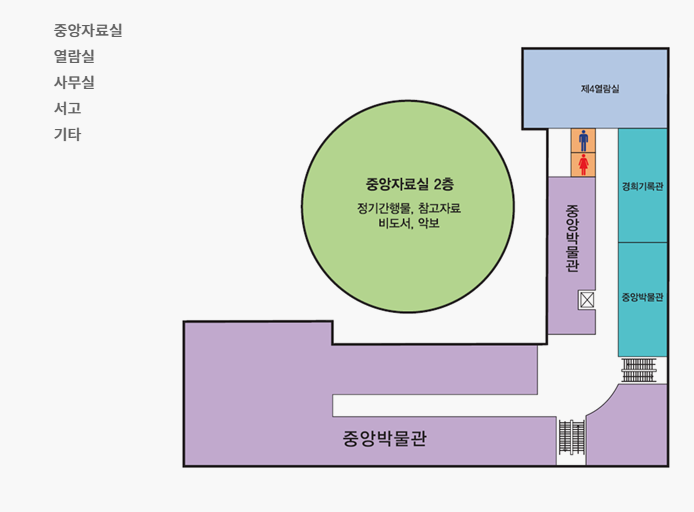 중앙자료실
열람실
사무실
서고
기타
제4열람실
중앙자료실 2층
정기간행물, 참고자료
비도서, 악보
경희기록관
중앙박물관
중앙박물관
중앙박물관